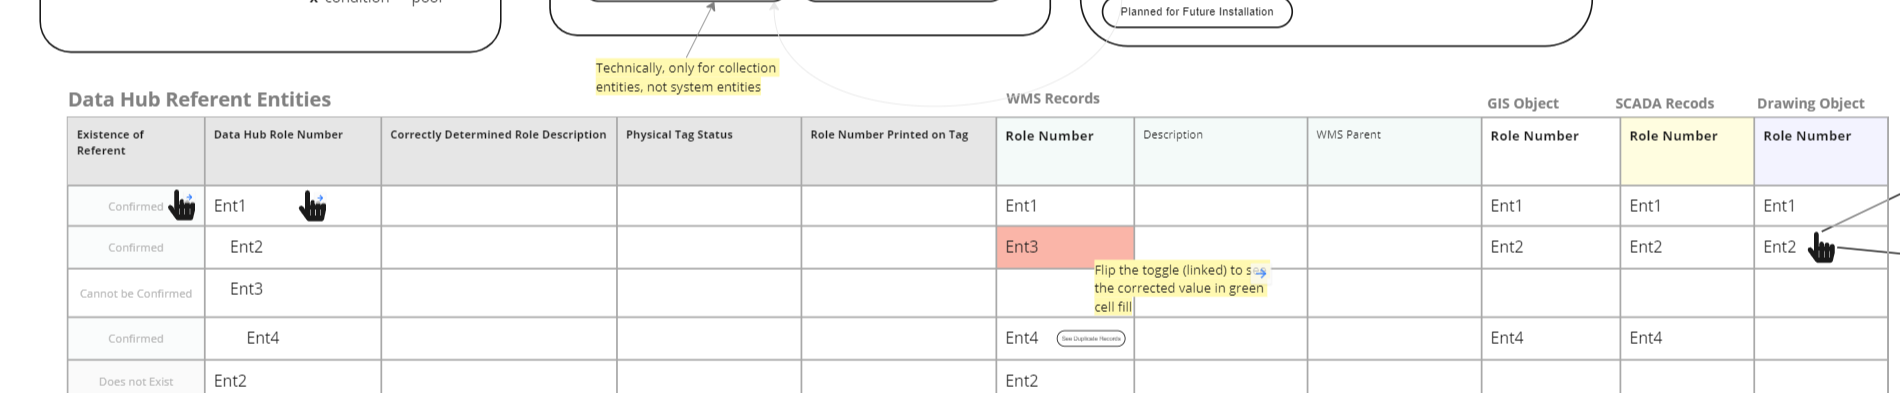 x condition
Planned for Future Installation
Technically, only for collection
entities, not system entities
Data Hub Referent Entities
WMS Records
GIS Object
SCADA Recods
Drawing Object
Existence of
Referent
Data Hub Role Number
Correctly Determined Role Description
Physical Tag Status
Role Number Printed on Tag
Role Number
Description
WMS Parent
Role Number
Role Number
Role Number
Confirmed
Ent1
Ent1
Ent1
Ent1
Ent1
Confirmed
Ent2
Ent3
Ent2
Ent2
Ent2
Flip the toggle (linked) to see
the corrected value in green
cell fill
Cannot be Confirmed
Ent3
Confirmed
Ent4
Ent4
See Duplicate Records
Ent4
Ent4
Does not Exist
Ent2
Ent2